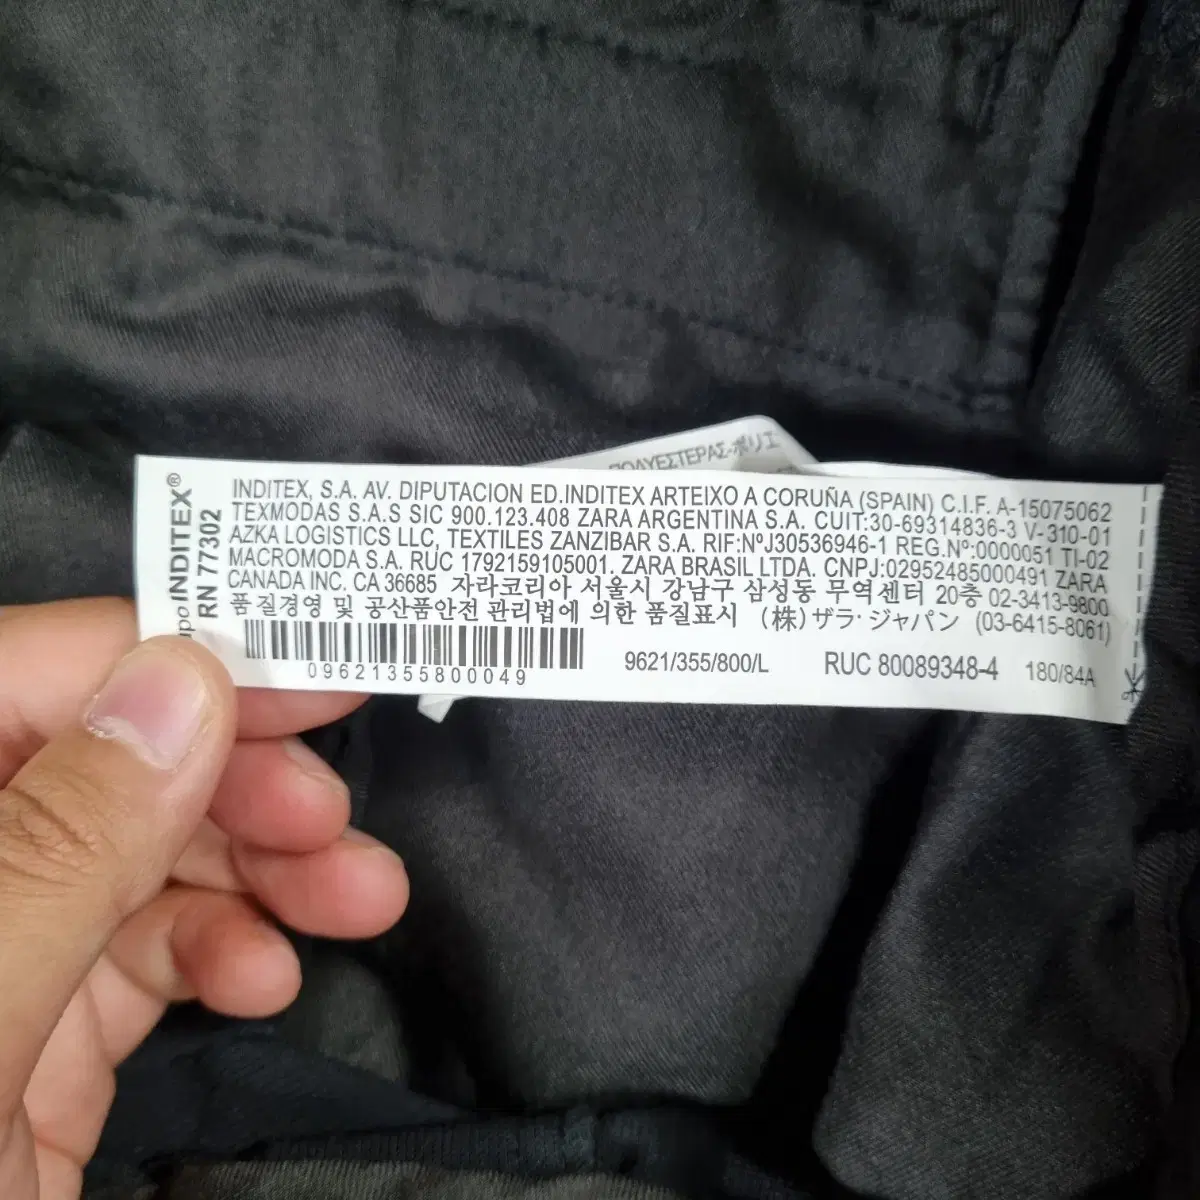 ΠΟΛΥΕΣΤΕΡΑΣ-ポリエ
INDITEX®
RN 77302
INDITEX, S.A. AV. DIPUTACION ED.INDITEX ARTEIXO A CORUÑA (SPAIN) C.I.F. A-15075062
TEXMODAS S.A.S SIC 900.123.408 ZARA ARGENTINA S.A. CUIT:30-69314836-3 V-310-01
AZKA LOGISTICS LLC, TEXTILES ZANZIBAR S.A. RIF:NºJ30536946-1 REG.Nº:0000051 TI-02
MACROMODA S.A. RUC 1792159105001. ZARA BRASIL LTDA. CNPJ:02952485000491 ZARA
CANADA INC. CA 36685 자라코리아 서울시 강남구 삼성동 무역센터 20층 02-3413-9800
품질경영 및 공산품안전 관리법에 의한 품질표시 (株)ザラ・ジャパン (03-6415-8061)
09621355800049
9621/355/800/L RUC 80089348-4 180/84A